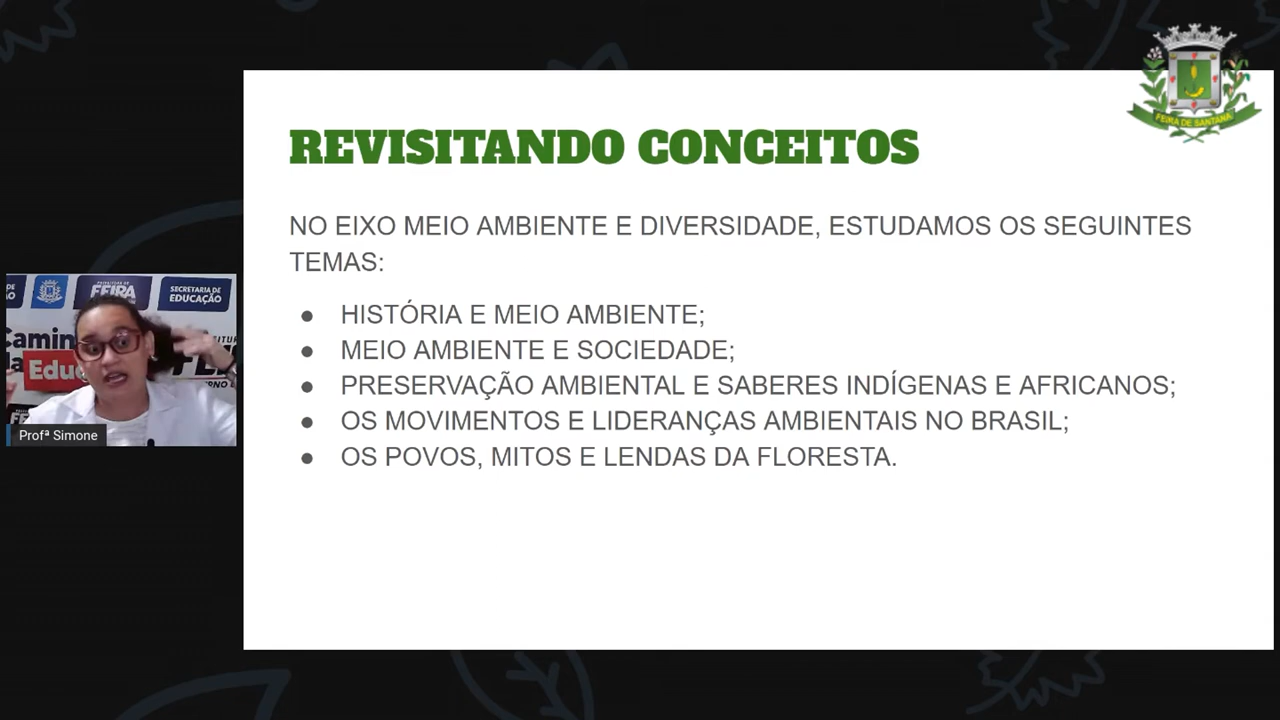 FEIRA DE SANTANA
REVISITANDO CONCEITOS
NO EIXO MEIO AMBIENTE E DIVERSIDADE, ESTUDAMOS OS SEGUINTES
TEMAS:
● HISTÓRIA E MEIO AMBIENTE;
● MEIO AMBIENTE E SOCIEDADE;
● PRESERVAÇÃO AMBIENTAL E SABERES INDÍGENAS E AFRICANOS;
● OS MOVIMENTOS E LIDERANÇAS AMBIENTAIS NO BRASIL;
● OS POVOS, MITOS E LENDAS DA FLORESTA.
FEIRA
SECRETARIA DE
EDUCAÇÃO
Camin
Educ
Profª Simone